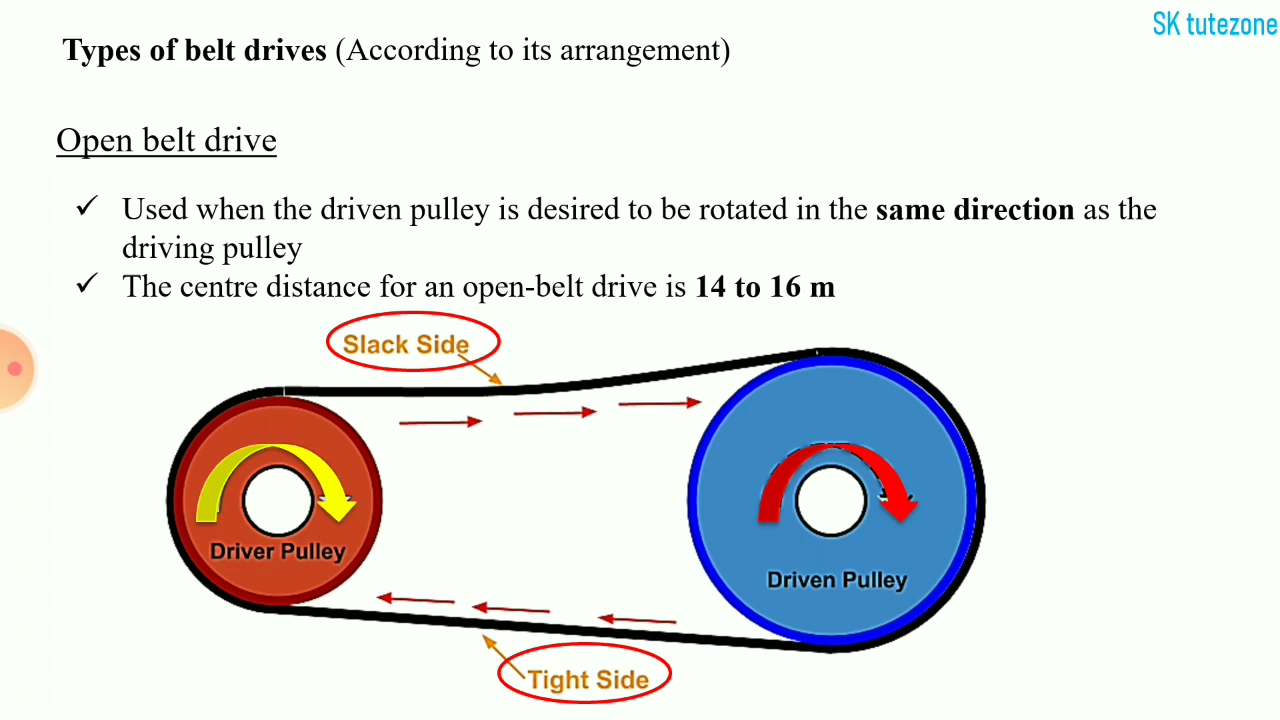 SK tutezone
Types of belt drives (According to its arrangement)
Open belt drive
✓ Used when the driven pulley is desired to be rotated in the same direction as the
driving pulley
✓ The centre distance for an open-belt drive is 14 to 16 m
Slack Side
Driver Pulley
Driven Pulley
Tight Side